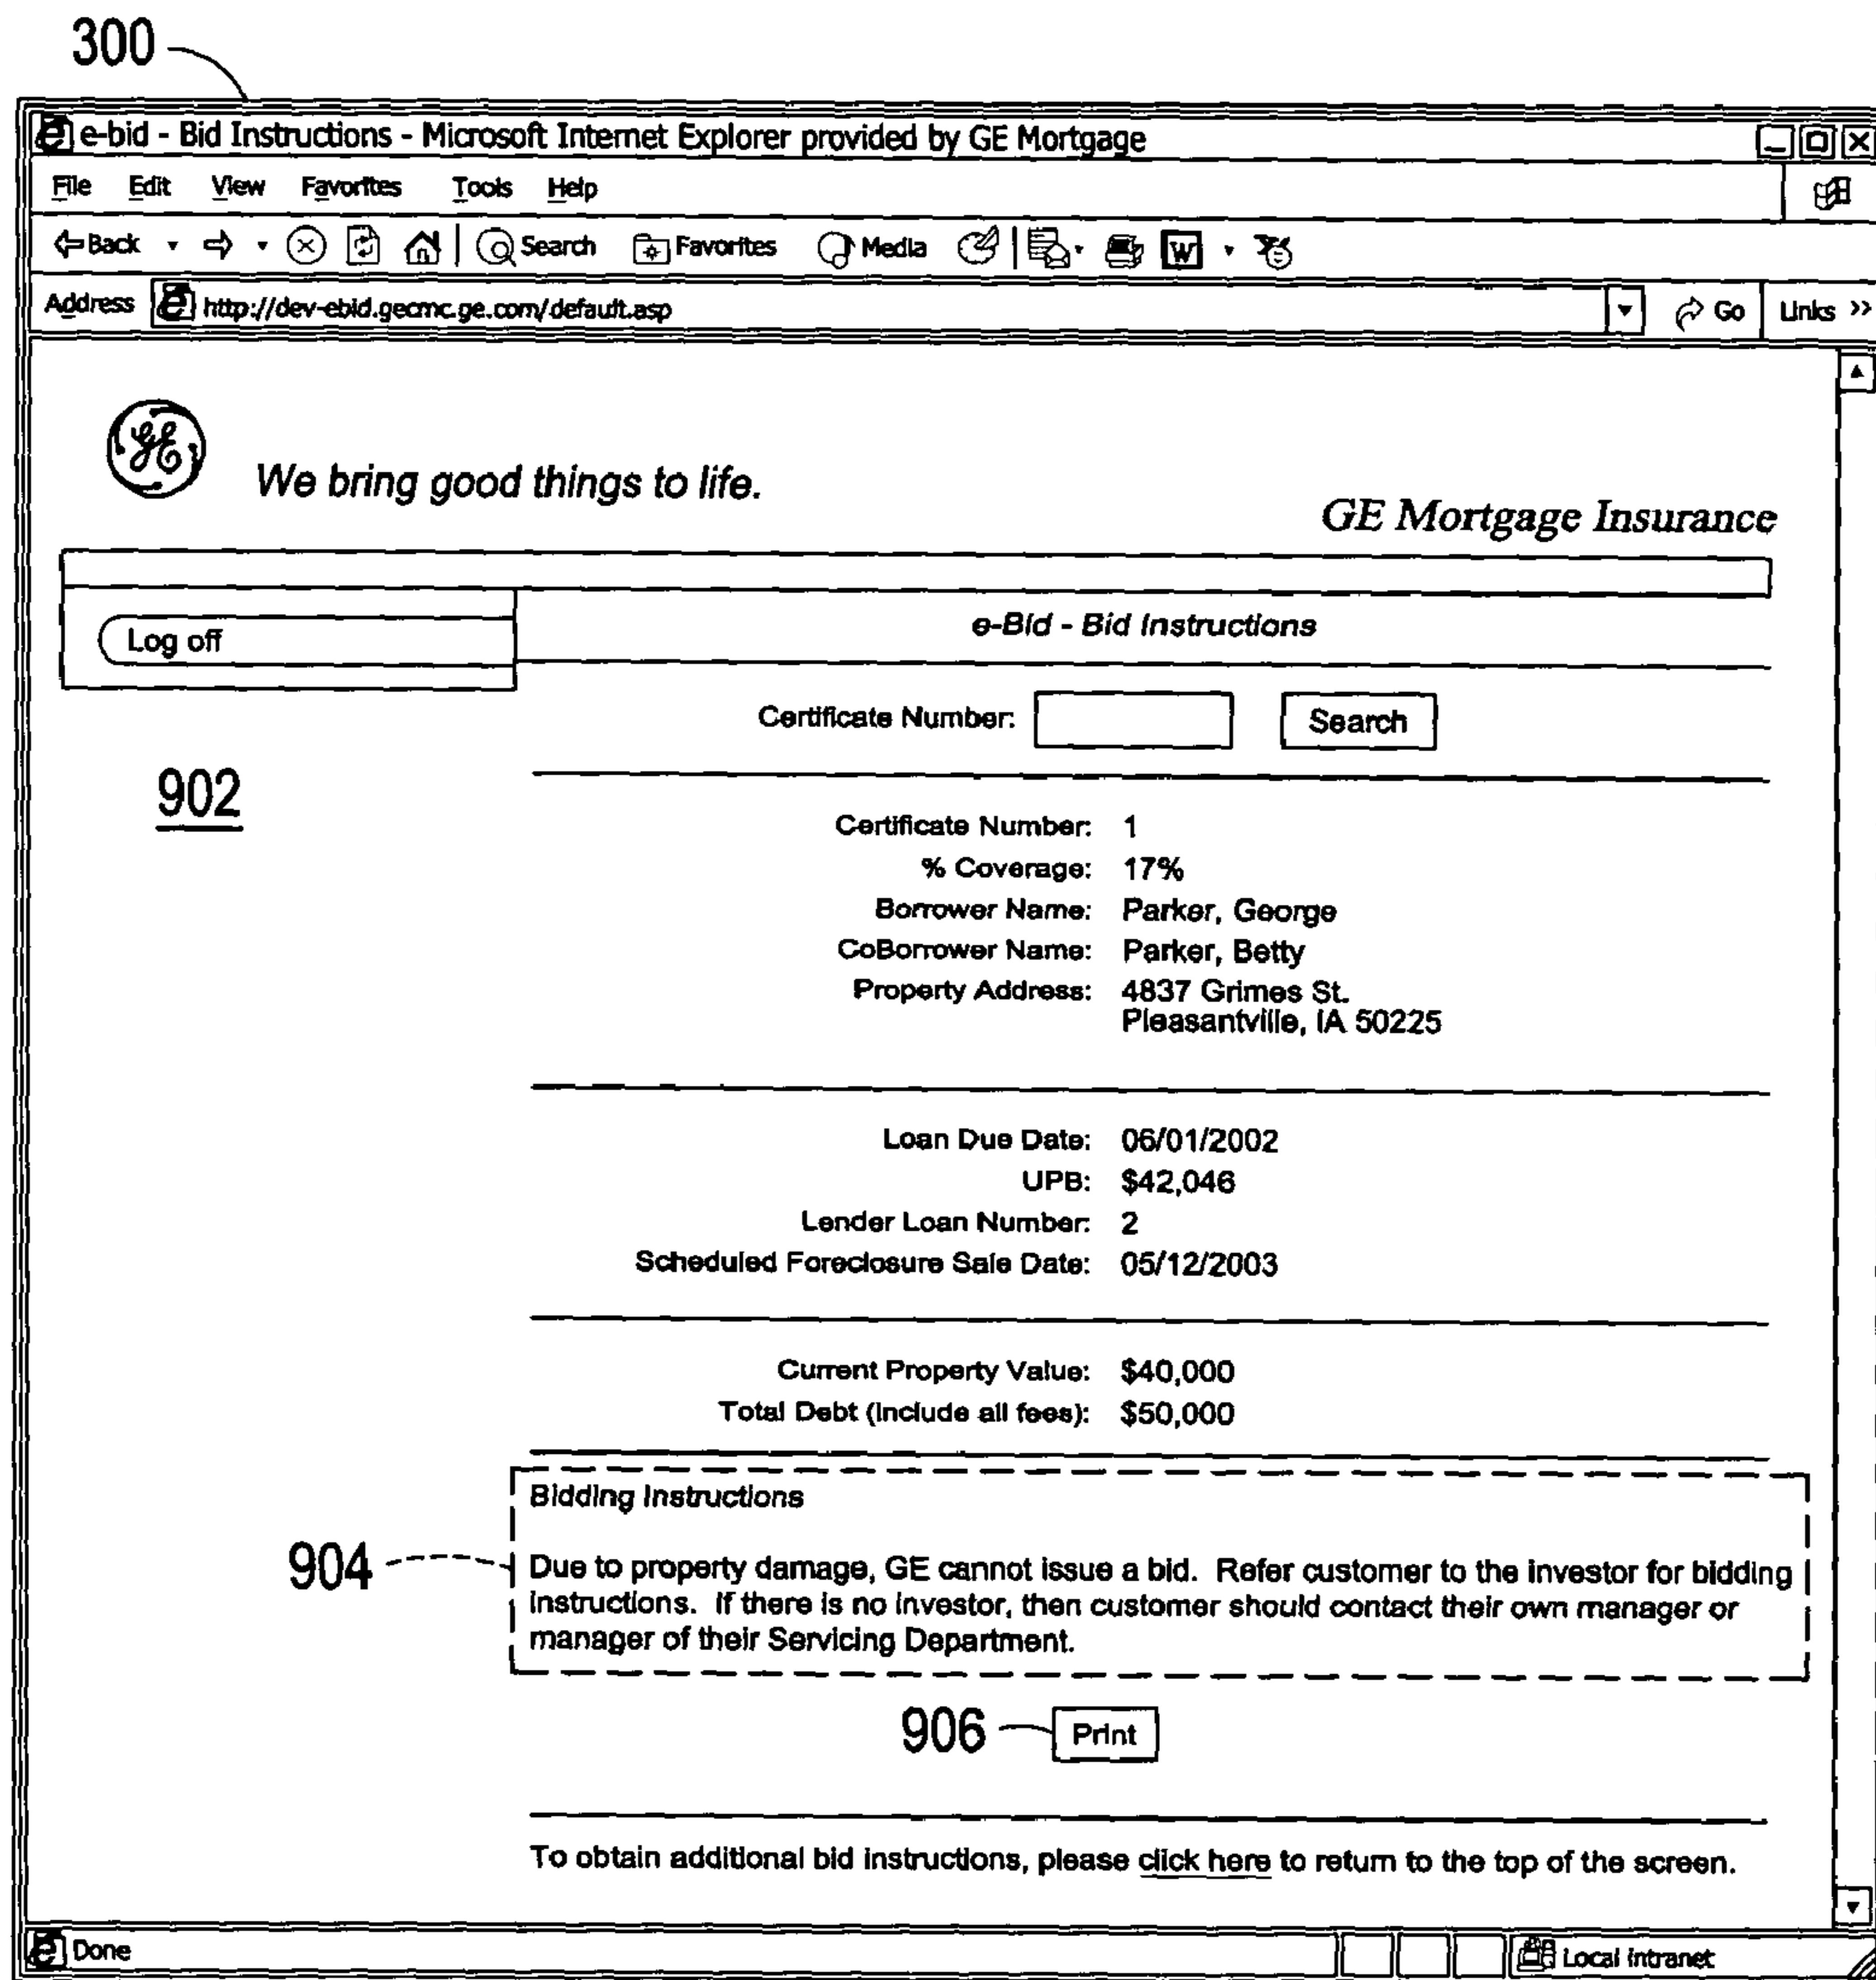 300
e-bid - Bid Instructions - Microsoft Internet Explorer provided by GE Mortgage
File Edit View Favorites Tools Help
Back Search Favorites Media W
Address http://dev-ebid.gecmc.ge.com/default.asp Go Links >>
GE
We bring good things to life.
GE Mortgage Insurance
Log off
e-Bid - Bid Instructions
Certificate Number: Search
902
Certificate Number: 1
% Coverage: 17%
Borrower Name: Parker, George
CoBorrower Name: Parker, Betty
Property Address: 4837 Grimes St.
Pleasantville, IA 50225
Loan Due Date: 06/01/2002
UPB: $42,046
Lender Loan Number: 2
Scheduled Foreclosure Sale Date: 05/12/2003
Current Property Value: $40,000
Total Debt (include all fees): $50,000
Bidding Instructions
904
Due to property damage, GE cannot issue a bid. Refer customer to the investor for bidding
instructions. If there is no investor, then customer should contact their own manager or
manager of their Servicing Department.
906 Print
To obtain additional bid instructions, please click here to return to the top of the screen.
Done Local intranet